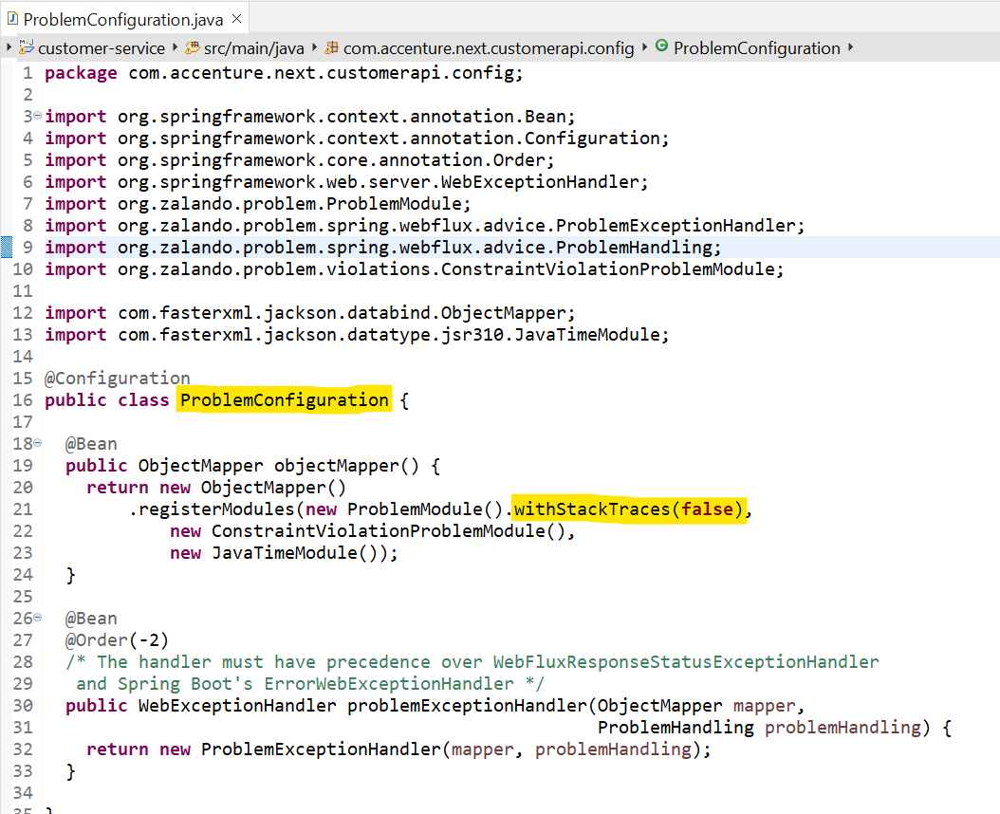 ProblemConfiguration.java
customer-service src/main/java com.accenture.next.customerapi.config ProblemConfiguration
1 package com.accenture.next.customerapi.config;
2
3 import org.springframework.context.annotation.Bean;
4 import org.springframework.context.annotation.Configuration;
5 import org.springframework.core.annotation.Order;
6 import org.springframework.web.server.WebExceptionHandler;
7 import org.zalando.problem.ProblemModule;
8 import org.zalando.problem.spring.webflux.advice.ProblemExceptionHandler;
9 import org.zalando.problem.spring.webflux.advice.ProblemHandling;
10 import org.zalando.problem.violations.ConstraintViolationProblemModule;
11
12 import com.fasterxml.jackson.databind.ObjectMapper;
13 import com.fasterxml.jackson.datatype.jsr310.JavaTimeModule;
14
15 @Configuration
16 public class ProblemConfiguration {
17
18 @Bean
19 public ObjectMapper objectMapper() {
20 return new ObjectMapper()
21 .registerModules(new ProblemModule().withStackTraces(false),
22 new ConstraintViolationProblemModule(),
23 new JavaTimeModule());
24 }
25
26 @Bean
27 @Order(-2)
28 /* The handler must have precedence over WebFluxResponseStatusExceptionHandler
29 and Spring Boot's ErrorWebExceptionHandler */
30 public WebExceptionHandler problemExceptionHandler(ObjectMapper mapper,
31 ProblemHandling problemHandling) {
32 return new ProblemExceptionHandler(mapper, problemHandling);
33 }
34
35 }